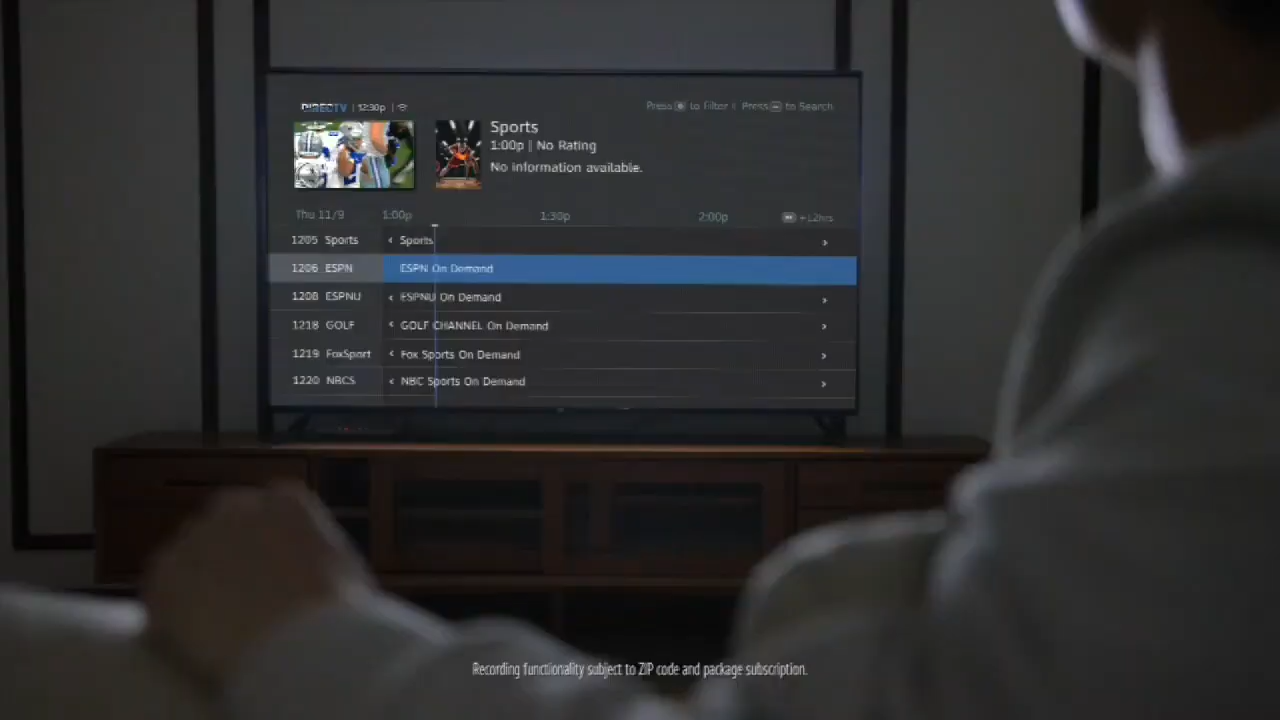 DIRECTV | 12:30p |
Press to Filter Press to Search
Sports
1:00p | No Rating
No information available.
Thu 11/9 1:00p 1:30p 2:00p +12hrs
1205 Sports ‹ Sports ›
1206 ESPN ESPN On Demand
1208 ESPNU ‹ ESPNU On Demand ›
1218 GOLF ‹ GOLF CHANNEL On Demand ›
1219 FoxSport ‹ Fox Sports On Demand ›
1220 NBCS ‹ NBC Sports On Demand ›
Recording functionality subject to ZIP code and package subscription.